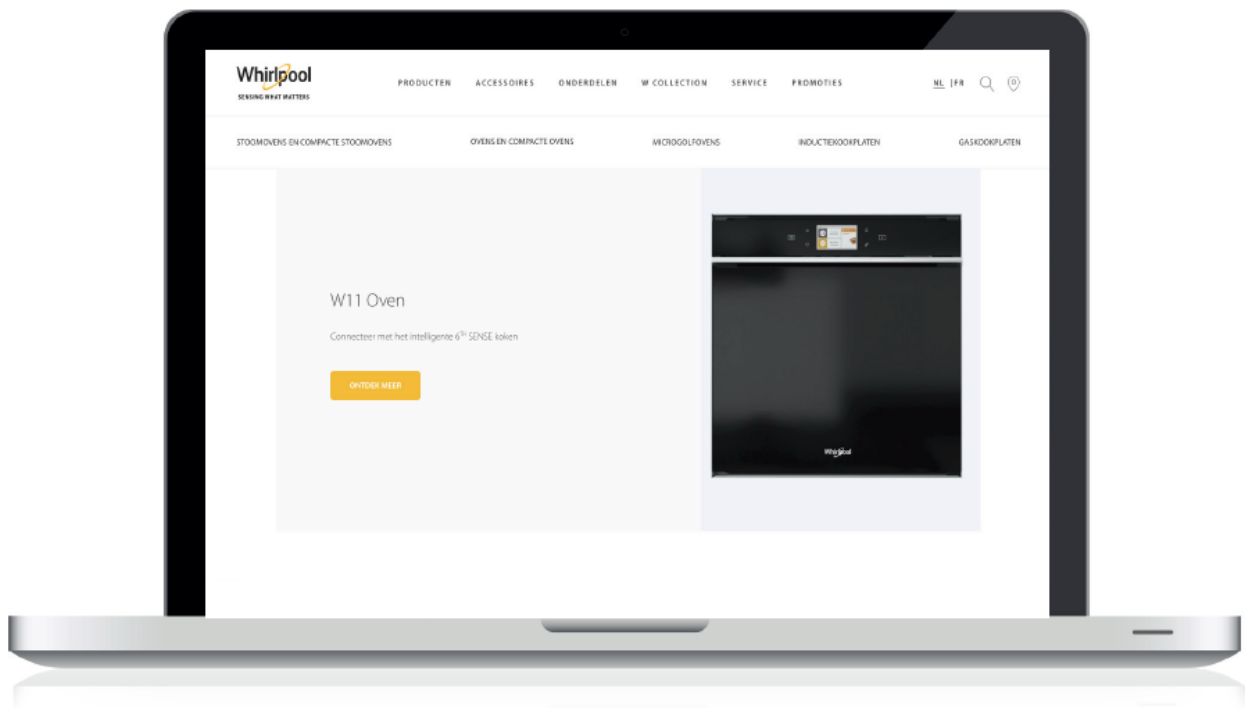 Whirlpool
SENSING WHAT MATTERS
PRODUCTEN ACCESSOIRES ONDERDELEN W COLLECTION SERVICE PROMOTIES
NL | FR
STOOMOVENS EN COMPACTE STOOMOVENS OVENS EN COMPACTE OVENS MICROGOLFOVENS INDUCTIEKOOKPLATEN GASKOOKPLATEN
W11 Oven
Connecteer met het intelligente 6TH SENSE koken
ONTDEK MEER
Whirlpool